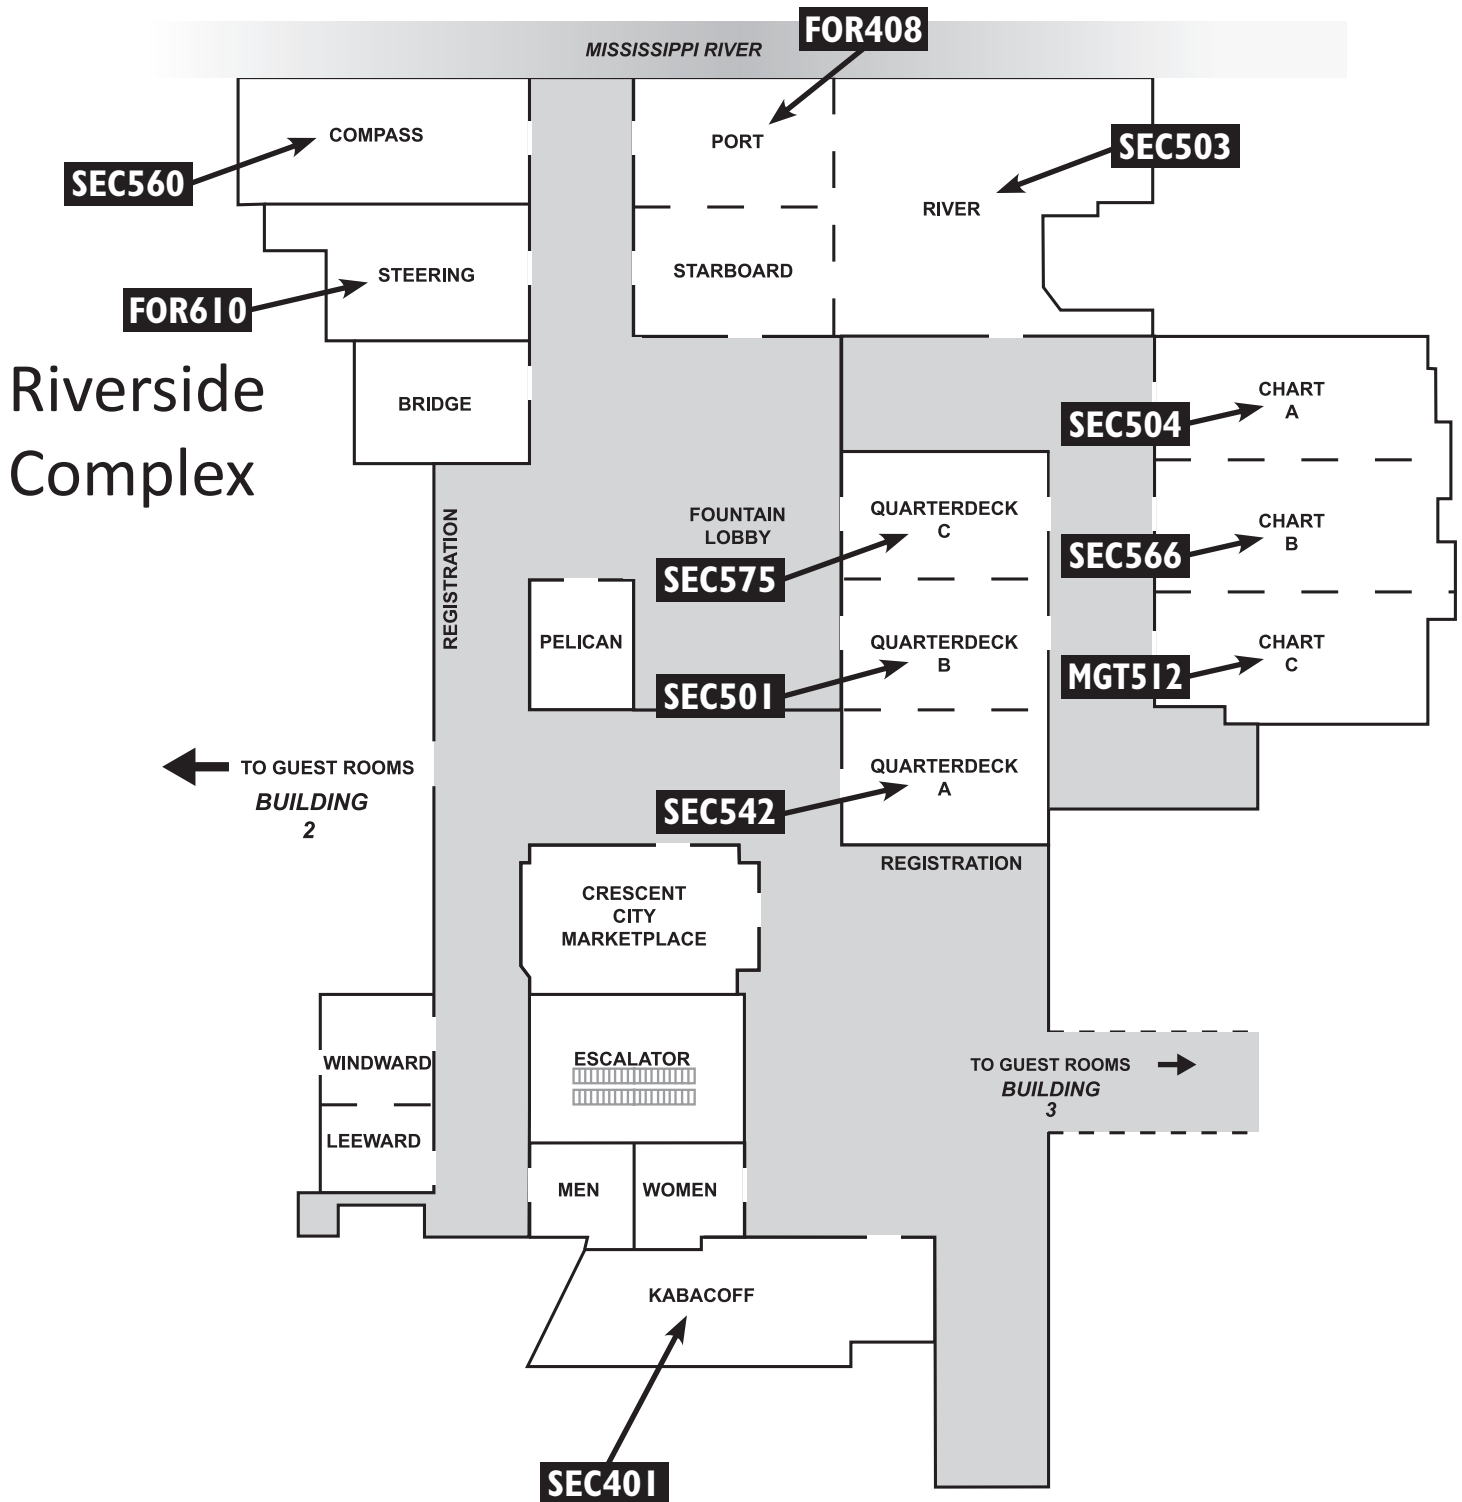 FOR408
MISSISSIPPI RIVER
COMPASS
PORT
SEC503
SEC560
RIVER
STEERING
STARBOARD
FOR610
Riverside
Complex
BRIDGE
CHART
A
SEC504
REGISTRATION
FOUNTAIN
LOBBY
QUARTERDECK
C
CHART
B
SEC575
SEC566
PELICAN
QUARTERDECK
B
CHART
C
SEC501
MGT512
TO GUEST ROOMS
BUILDING
2
QUARTERDECK
A
SEC542
REGISTRATION
CRESCENT
CITY
MARKETPLACE
WINDWARD
ESCALATOR
TO GUEST ROOMS
BUILDING
3
LEEWARD
MEN
WOMEN
KABACOFF
SEC401